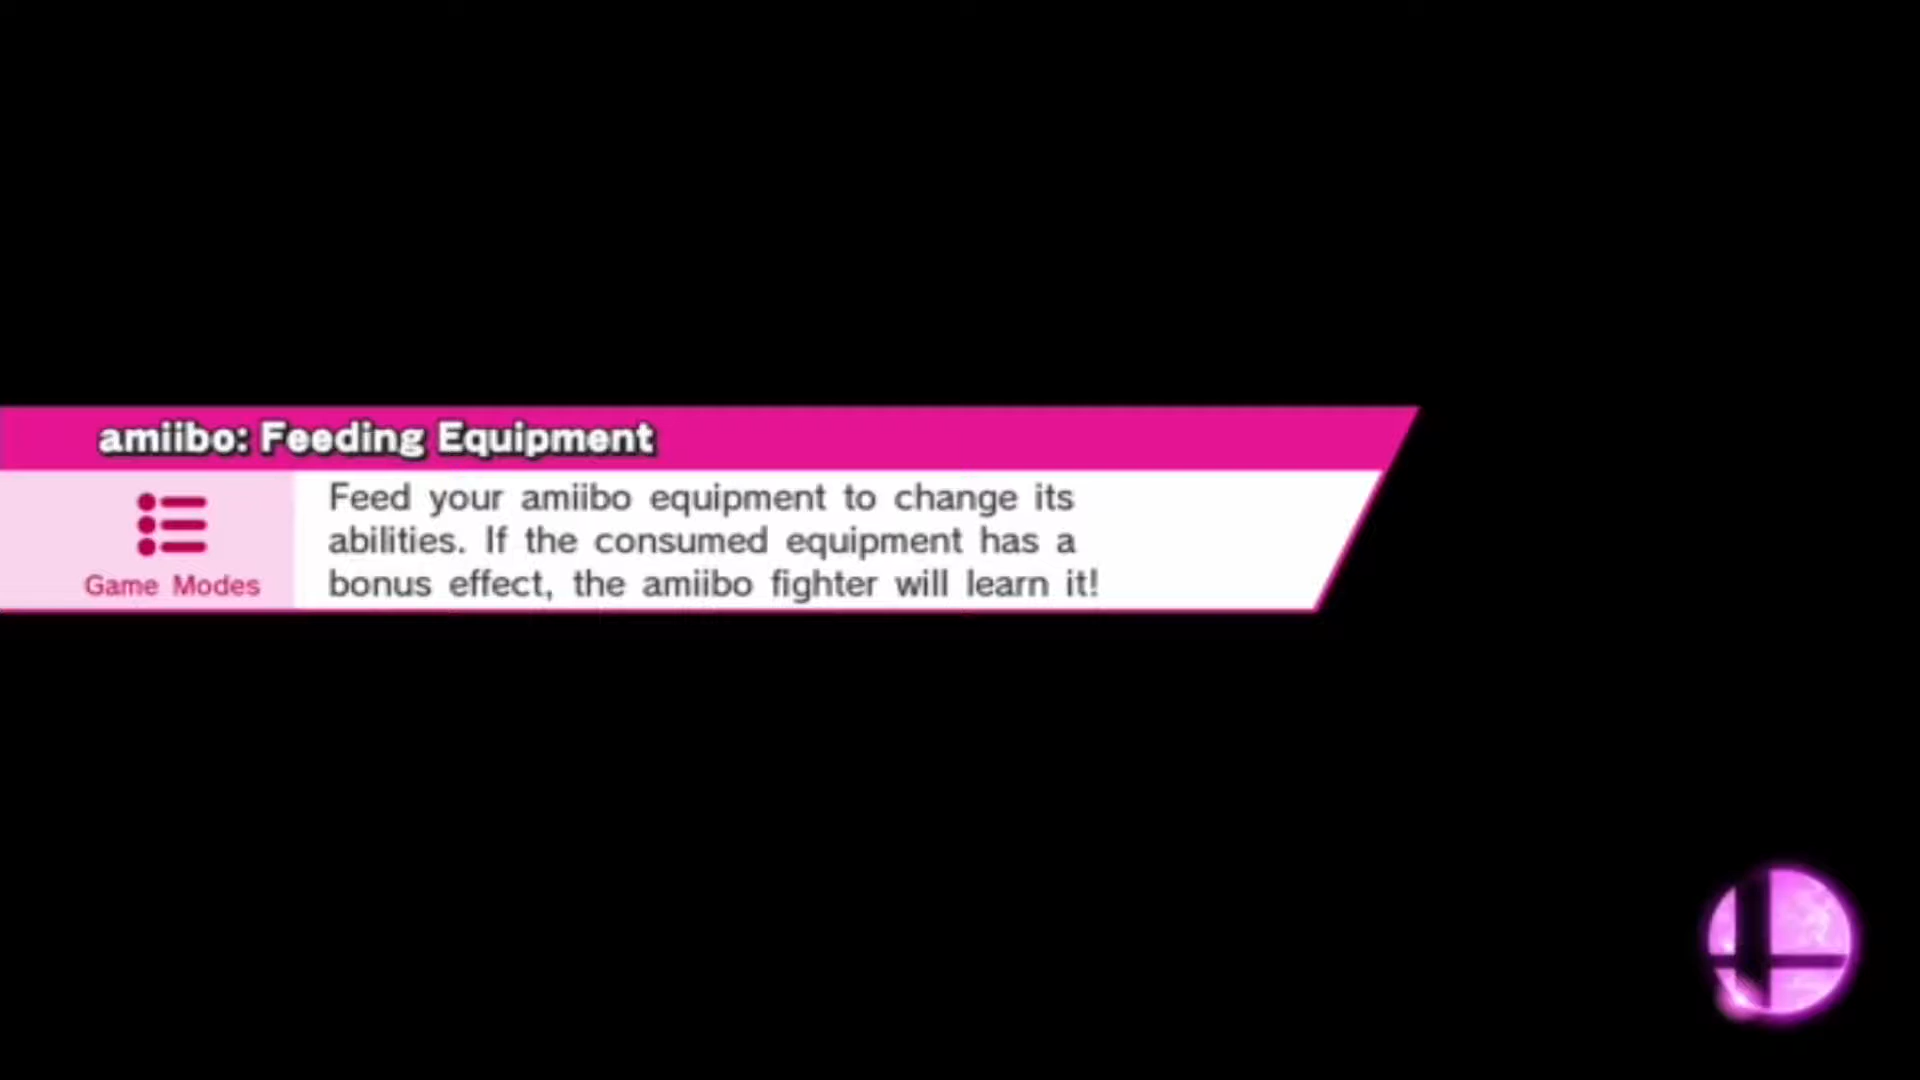 amiibo: Feeding Equipment
Feed your amiibo equipment to change its
abilities. If the consumed equipment has a
bonus effect, the amiibo fighter will learn it!
Game Modes